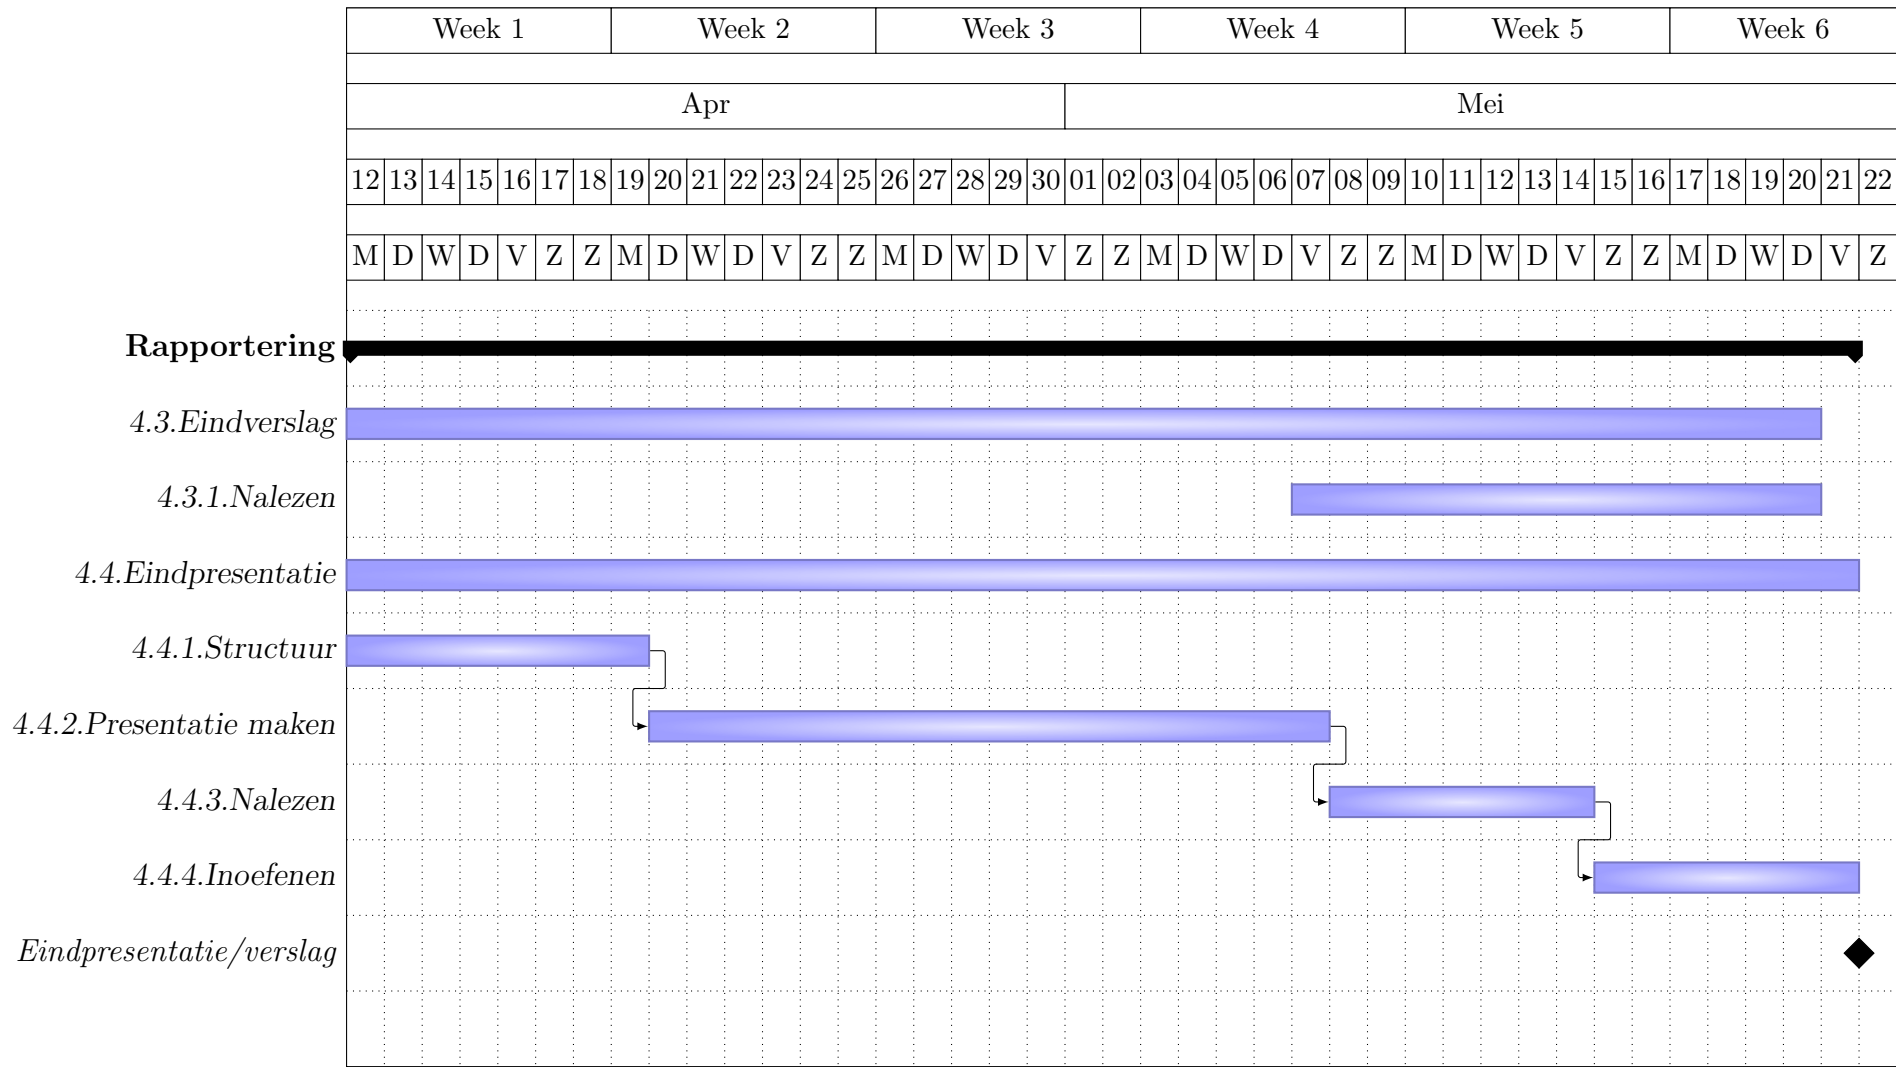 Week 1 Week 2 Week 3 Week 4 Week 5 Week 6
Apr Mei
12 13 14 15 16 17 18 19 20 21 22 23 24 25 26 27 28 29 30 01 02 03 04 05 06 07 08 09 10 11 12 13 14 15 16 17 18 19 20 21 22
M D W D V Z Z M D W D V Z Z M D W D V Z Z M D W D V Z Z M D W D V Z Z M D W D V Z
Rapportering
4.3.Eindverslag
4.3.1.Nalezen
4.4.Eindpresentatie
4.4.1.Structuur
4.4.2.Presentatie maken
4.4.3.Nalezen
4.4.4.Inoefenen
Eindpresentatie/verslag